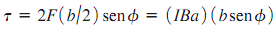 τ = 2F(b/2) sen ϕ = (IBa)(b sen ϕ)